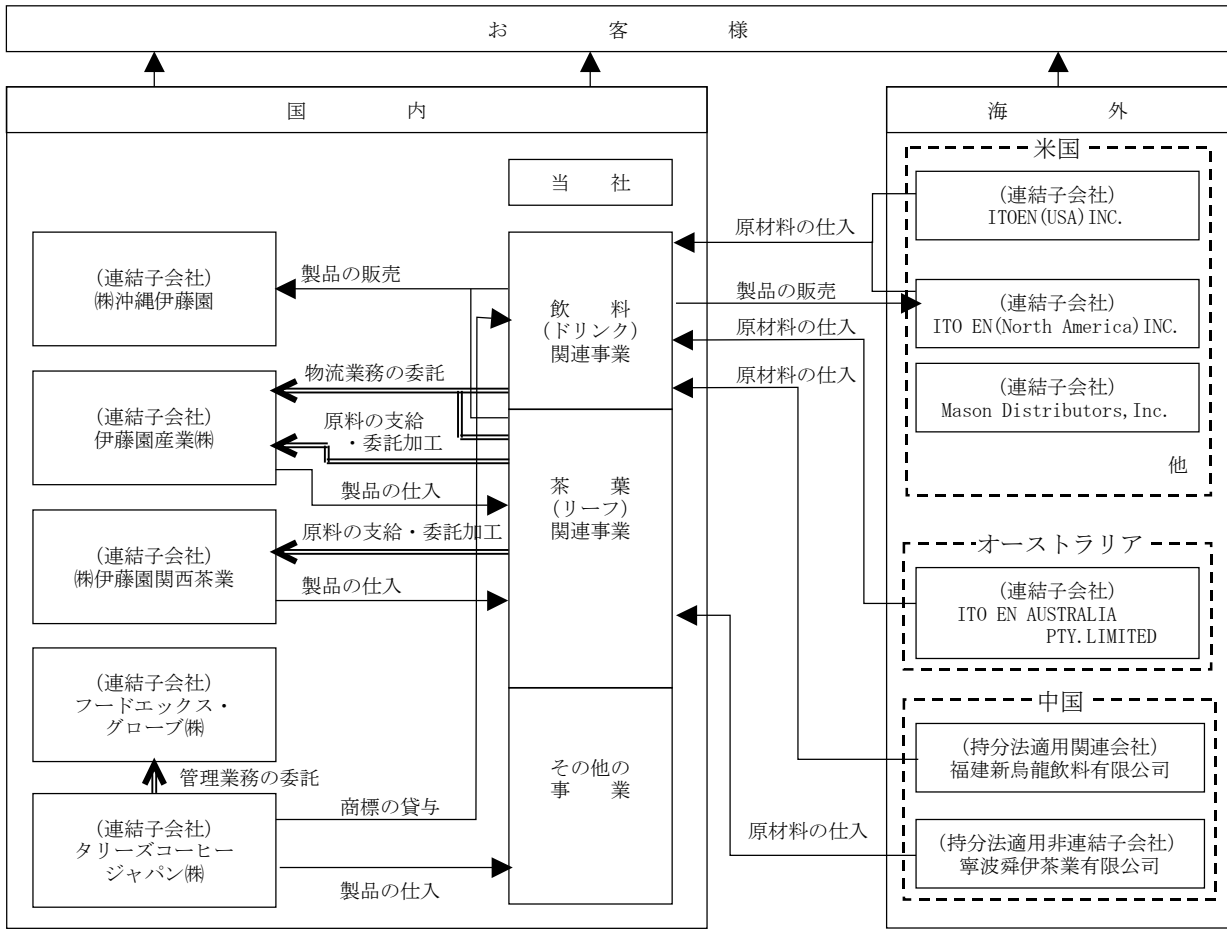 お 客 様
国 内
当 社
(連結子会社)
㈱沖縄伊藤園
製品の販売
飲 料
(ドリンク)
関連事業
物流業務の委託
(連結子会社)
伊藤園産業㈱
原料の支給
・委託加工
製品の仕入
茶 葉
(リーフ)
関連事業
原料の支給・委託加工
(連結子会社)
㈱伊藤園関西茶業
製品の仕入
(連結子会社)
フードエックス・
グローブ㈱
管理業務の委託
その他の
事 業
商標の貸与
(連結子会社)
タリーズコーヒー
ジャパン㈱
製品の仕入
海 外
米国
(連結子会社)
ITOEN(USA)INC.
原材料の仕入
製品の販売
(連結子会社)
ITO EN(North America)INC.
原材料の仕入
原材料の仕入
(連結子会社)
Mason Distributors,Inc.
他
オーストラリア
(連結子会社)
ITO EN AUSTRALIA
PTY.LIMITED
中国
(持分法適用関連会社)
福建新烏龍飲料有限公司
原材料の仕入
(持分法適用非連結子会社)
寧波舜伊茶業有限公司